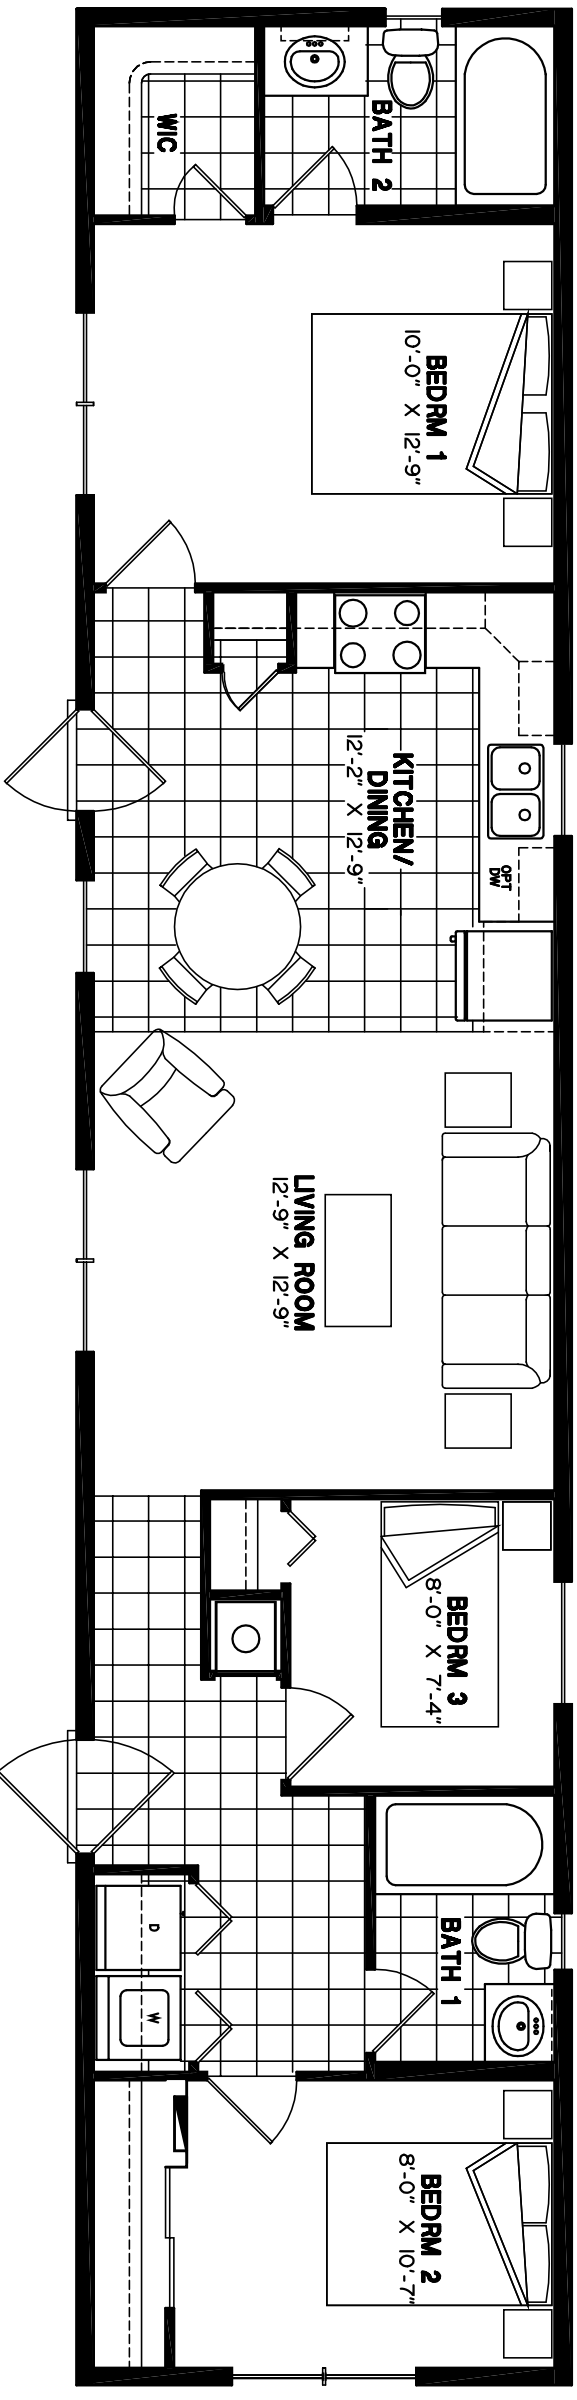 WIC
BATH 2
BEDRM 1
10'-0" X 12'-9"
KITCHEN/
DINING
12'-2" X 12'-9"
OPT
DW
LIVING ROOM
12'-9" X 12'-9"
BEDRM 3
8'-0" X 7'-4"
BATH 1
D
W
BEDRM 2
8'-0" X 10'-7"